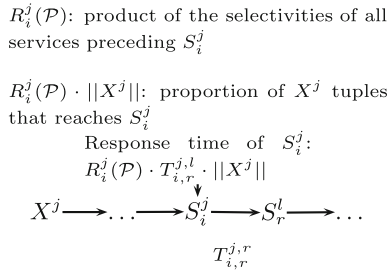 R_i^j(𝒫): product of the selectivities of all
services preceding S_i^j
R_i^j(𝒫) · ||X^j||: proportion of X^j tuples
that reaches S_i^j
Response time of S_i^j:
R_i^j(𝒫) · T_{i,r}^{j,l} · ||X^j||
X^j → ... → S_i^j → S_r^l → ...
T_{i,r}^{j,r}